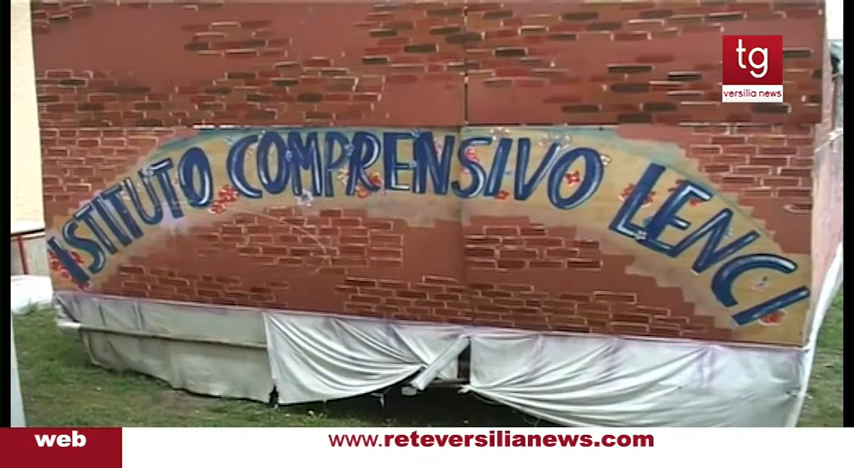 tg
versilia news
ISTITUTO COMPRENSIVO LENCI
web
www.reteversilianews.com